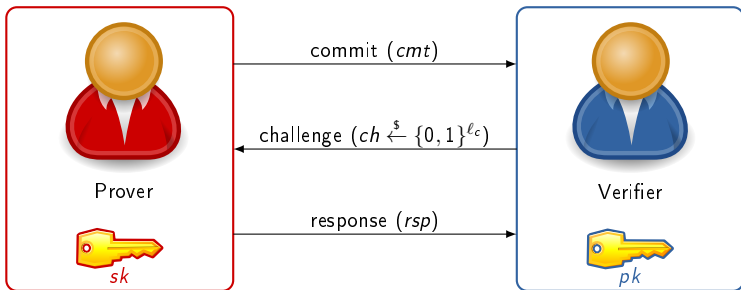 commit (cmt)
challenge (ch $← {0, 1}^ℓc)
Prover
Verifier
response (rsp)
sk
pk